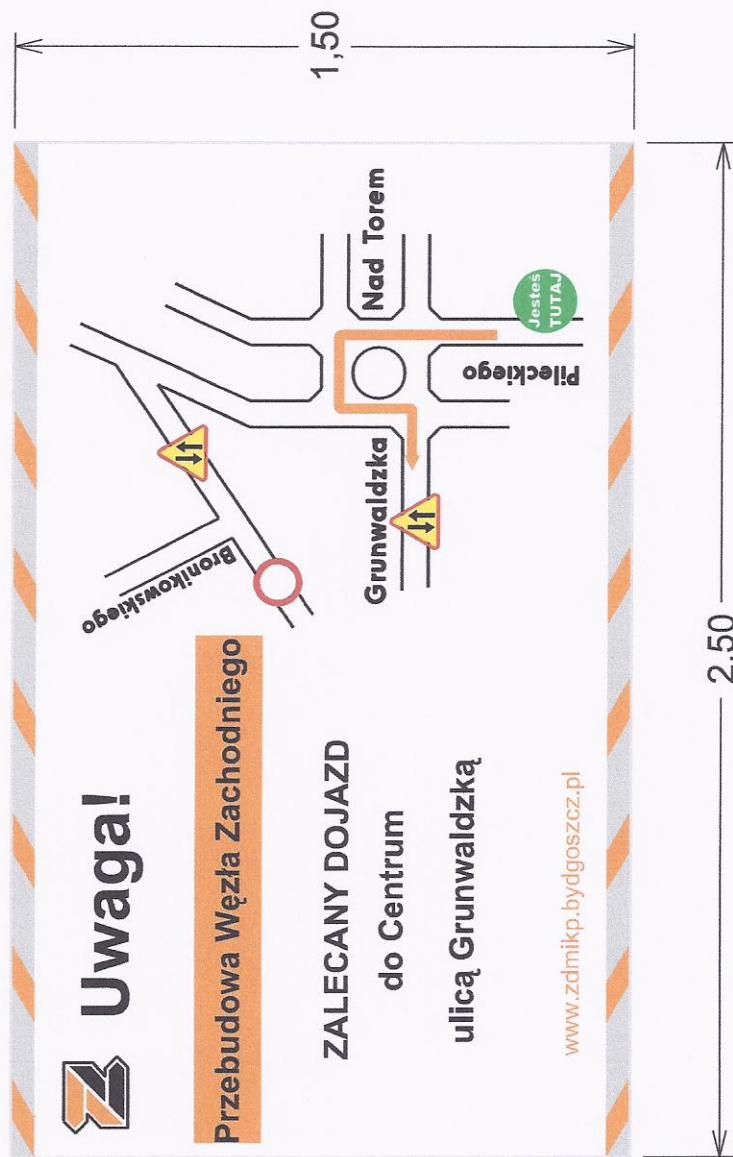 Uwaga!
Przebudowa Węzła Zachodniego
ZALECANY DOJAZD
do Centrum
ulicą Grunwaldzką
www.zdmikp.bydgoszcz.pl
Bronikowskiego
Grunwaldzka
Nad Torem
Pileckiego
Jesteś
TUTAJ
1,50
2,50